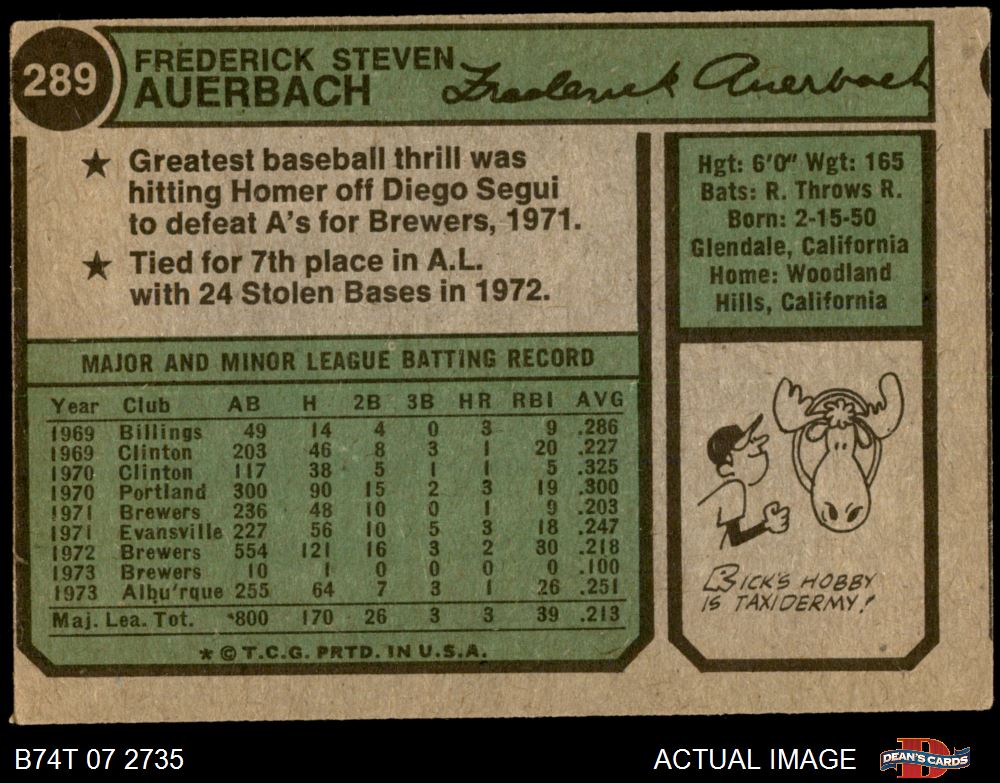 289
FREDERICK STEVEN
AUERBACH
Frederick Auerbach
★ Greatest baseball thrill was
hitting Homer off Diego Segui
to defeat A's for Brewers, 1971.
★ Tied for 7th place in A.L.
with 24 Stolen Bases in 1972.
Hgt: 6'0" Wgt: 165
Bats: R. Throws R.
Born: 2-15-50
Glendale, California
Home: Woodland
Hills, California
MAJOR AND MINOR LEAGUE BATTING RECORD
Year Club AB H 2B 3B HR RBI AVG
1969 Billings 49 14 4 0 3 9 .286
1969 Clinton 203 46 8 3 1 20 .227
1970 Clinton 117 38 5 1 1 5 .325
1970 Portland 300 90 15 2 3 19 .300
1971 Brewers 236 48 10 0 1 9 .203
1971 Evansville 227 56 10 5 3 18 .247
1972 Brewers 554 121 16 3 2 30 .218
1973 Brewers 10 1 0 0 0 0 .100
1973 Albu'rque 255 64 7 3 1 26 .251
Maj. Lea. Tot. 800 170 26 3 3 39 .213
* © T.C.G. PRTD. IN U.S.A.
RICK'S HOBBY
IS TAXIDERMY!
B74T 07 2735
ACTUAL IMAGE
DEAN'S CARDS